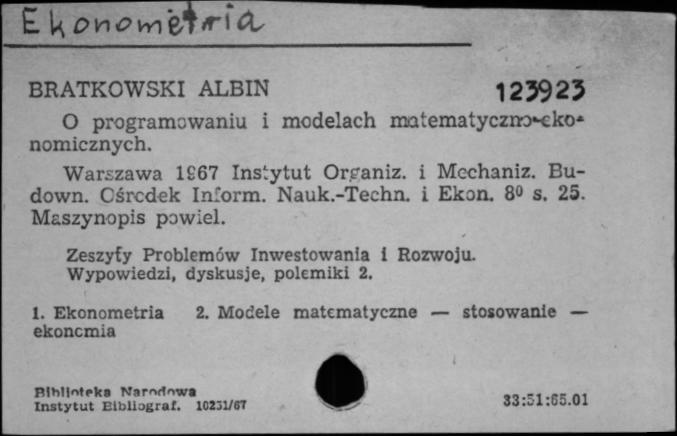 Ekonometria
BRATKOWSKI ALBIN 123923
O programowaniu i modelach matematyczno-eko-
nomicznych.
Warszawa 1967 Instytut Organiz. i Mechaniz. Bu-
down. Ośrodek Inform. Nauk.-Techn. i Ekon. 8⁰ s. 25.
Maszynopis powiel.
Zeszyty Problemów Inwestowania i Rozwoju.
Wypowiedzi, dyskusje, polemiki 2.
1. Ekonometria 2. Modele matematyczne — stosowanie —
ekonomia
Biblioteka Narodowa
Instytut Bibliograf. 10231/67 33:51:65.01